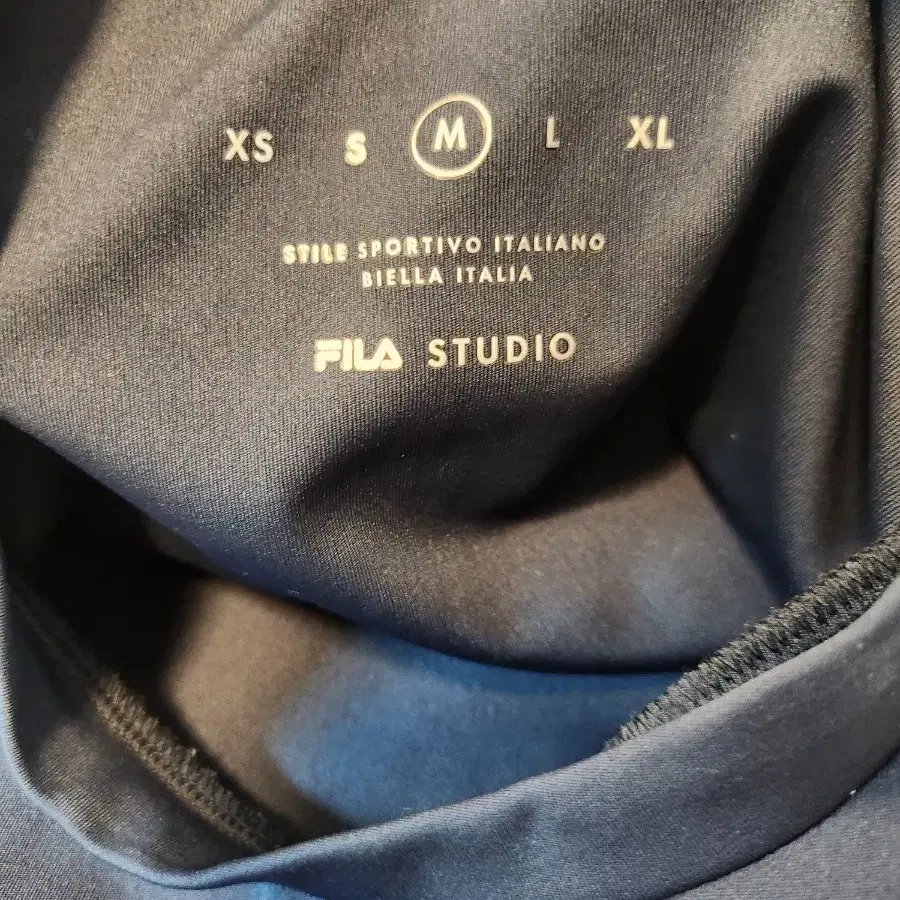 XS S M L XL
STILE SPORTIVO ITALIANO
BIELLA ITALIA
FILA STUDIO